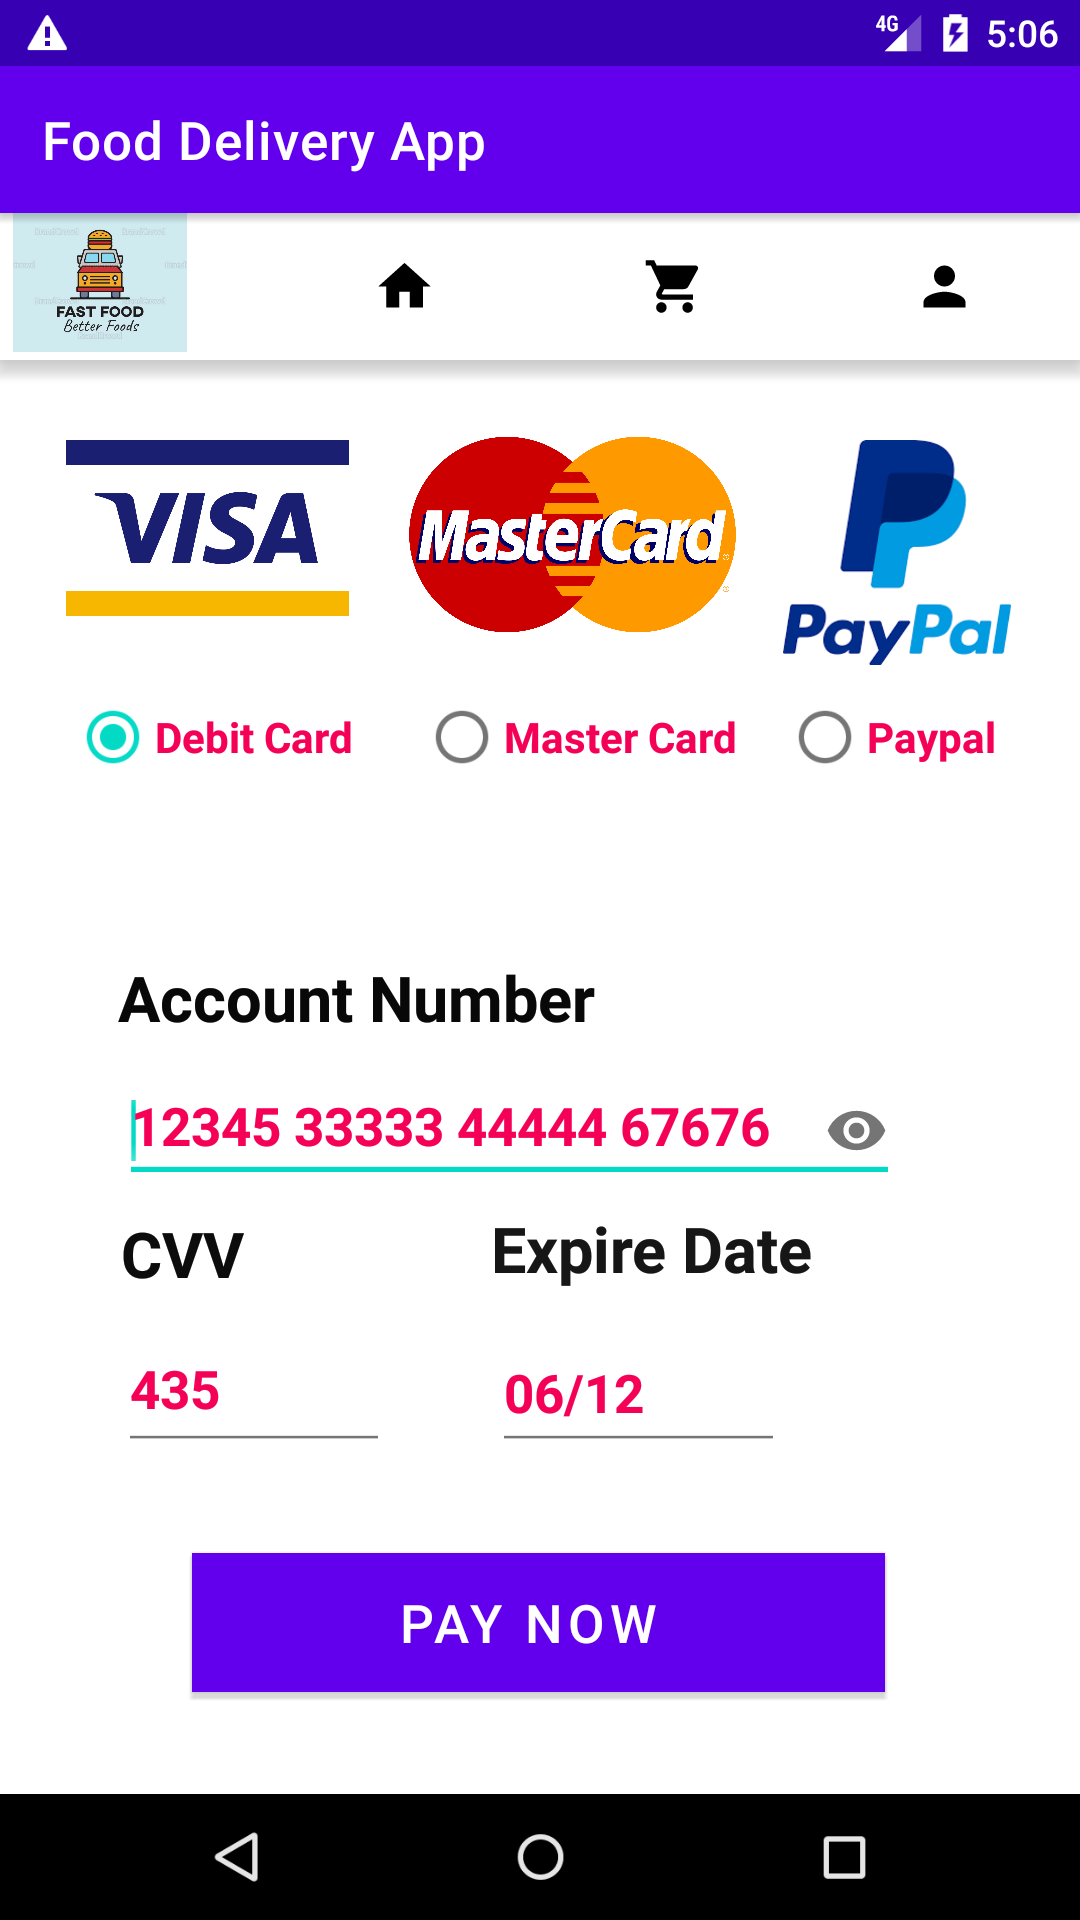 4G 5:06
Food Delivery App
FAST FOOD
Better Foods
VISA MasterCard PayPal
Debit Card Master Card Paypal
Account Number
12345 33333 44444 67676
CVV Expire Date
435 06/12
PAY NOW